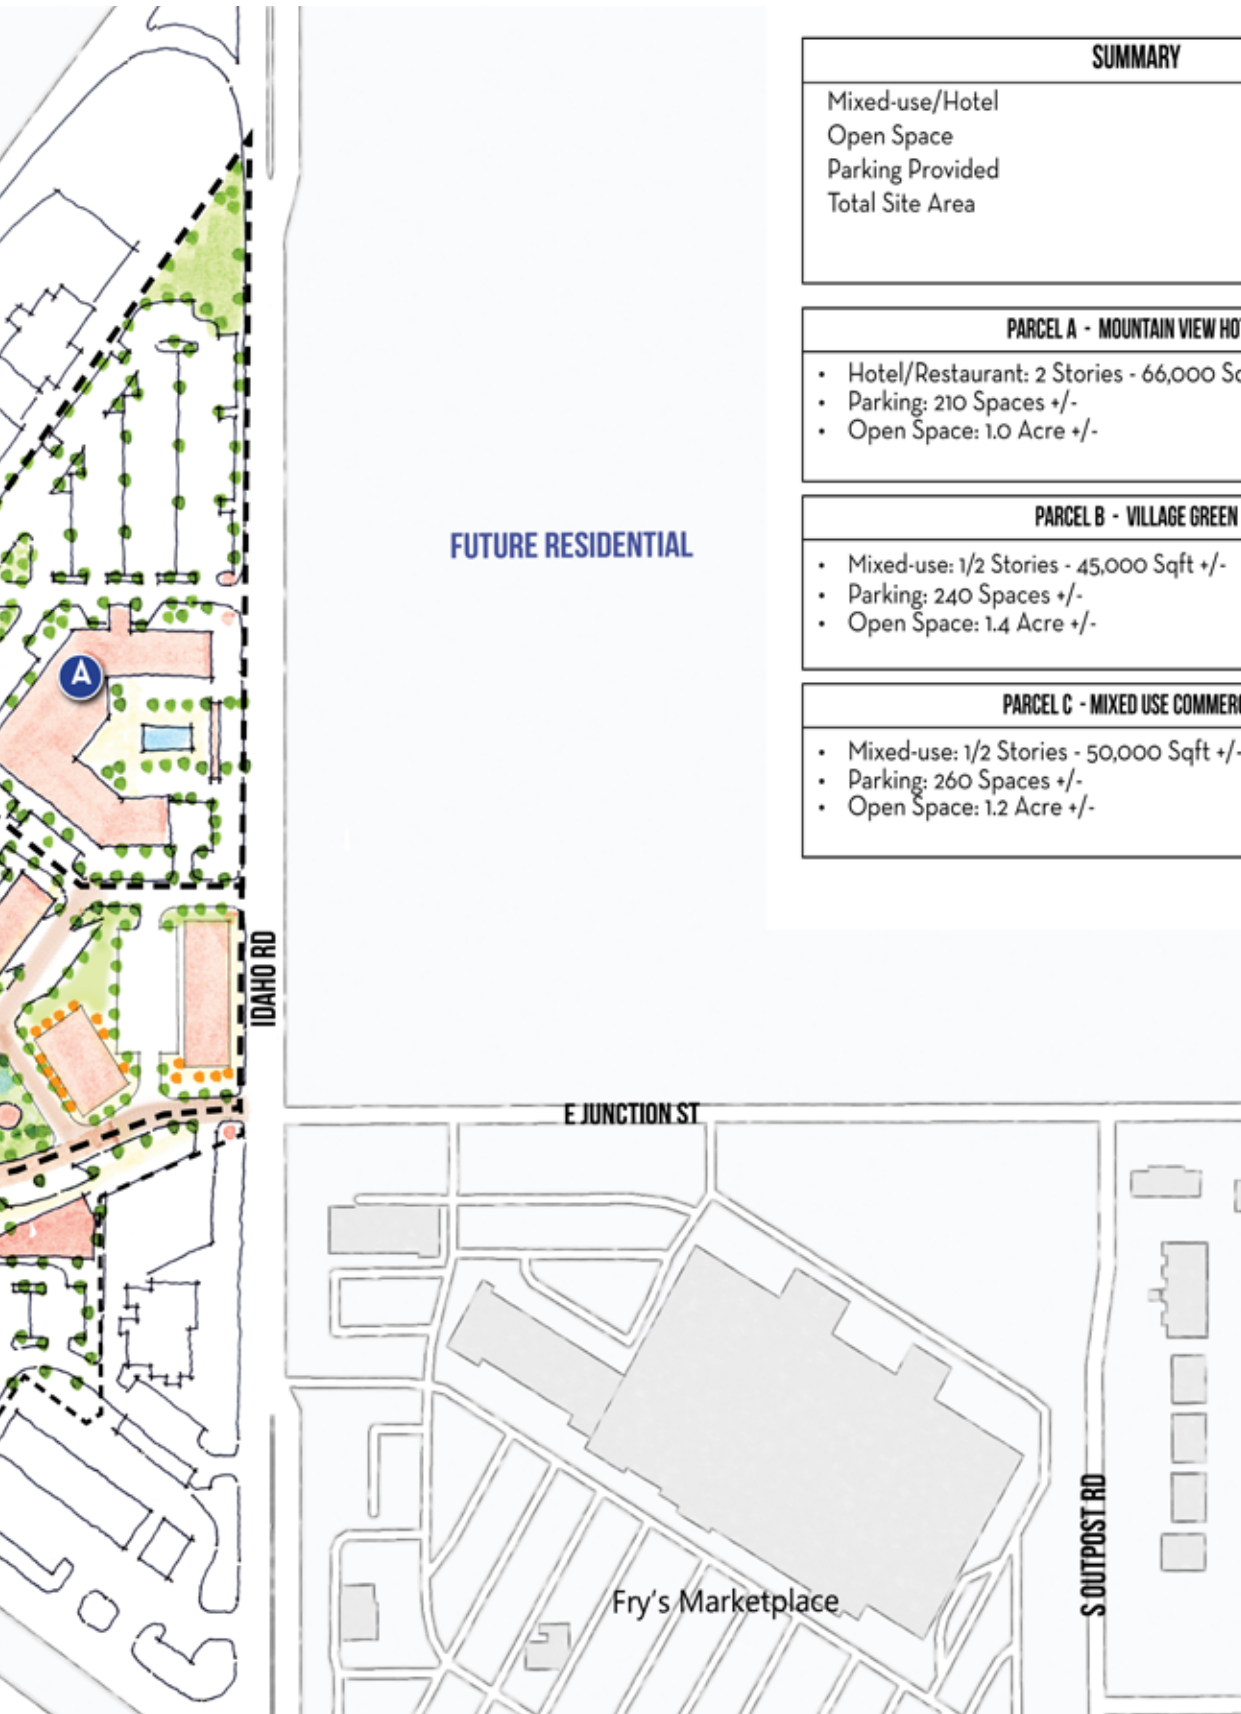 SUMMARY
Mixed-use/Hotel
Open Space
Parking Provided
Total Site Area
PARCEL A - MOUNTAIN VIEW
• Hotel/Restaurant: 2 Stories - 66,000
• Parking: 210 Spaces +/-
• Open Space: 1.0 Acre +/-
PARCEL B - VILLAGE GREEN
• Mixed-use: 1/2 Stories - 45,000 Sqft +/-
• Parking: 240 Spaces +/-
• Open Space: 1.4 Acre +/-
PARCEL C - MIXED USE
• Mixed-use: 1/2 Stories - 50,000 Sqft +/-
• Parking: 260 Spaces +/-
• Open Space: 1.2 Acre +/-
FUTURE RESIDENTIAL
A
IDAHO RD
E JUNCTION ST
S OUTPOST RD
Fry's Marketplace